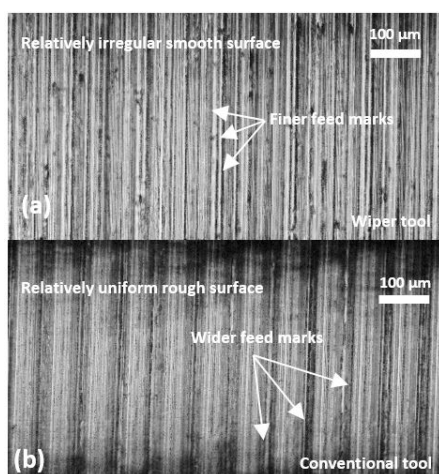 Relatively irregular smooth surface
100 µm
Finer feed marks
(a)
Wiper tool
Relatively uniform rough surface
100 µm
Wider feed marks
(b)
Conventional tool